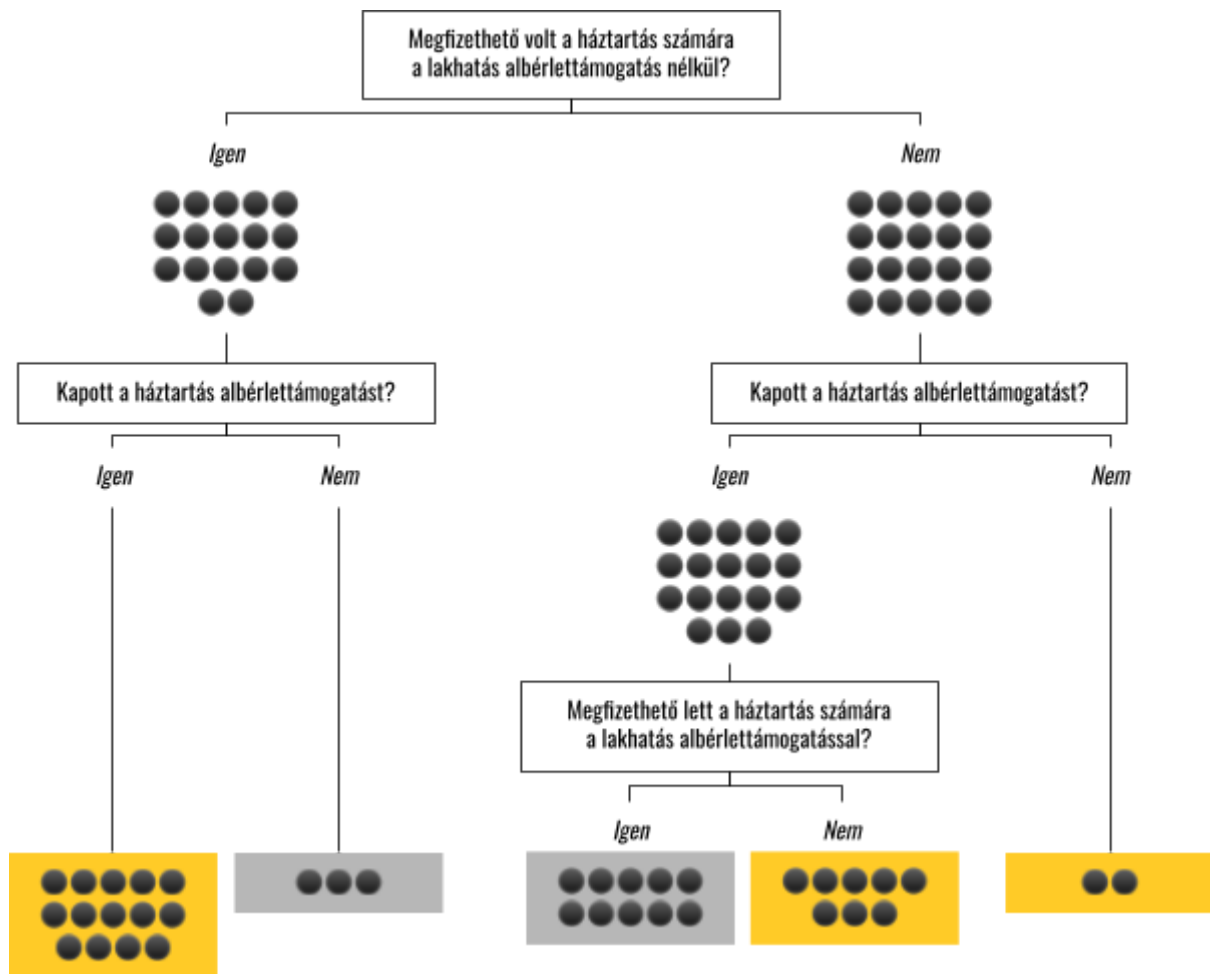 Megfizethető volt a háztartás számára
a lakhatás albérlettámogatás nélkül?
Igen
Nem
Kapott a háztartás albérlettámogatást?
Kapott a háztartás albérlettámogatást?
Igen
Nem
Igen
Nem
Megfizethető lett a háztartás számára
a lakhatás albérlettámogatással?
Igen
Nem